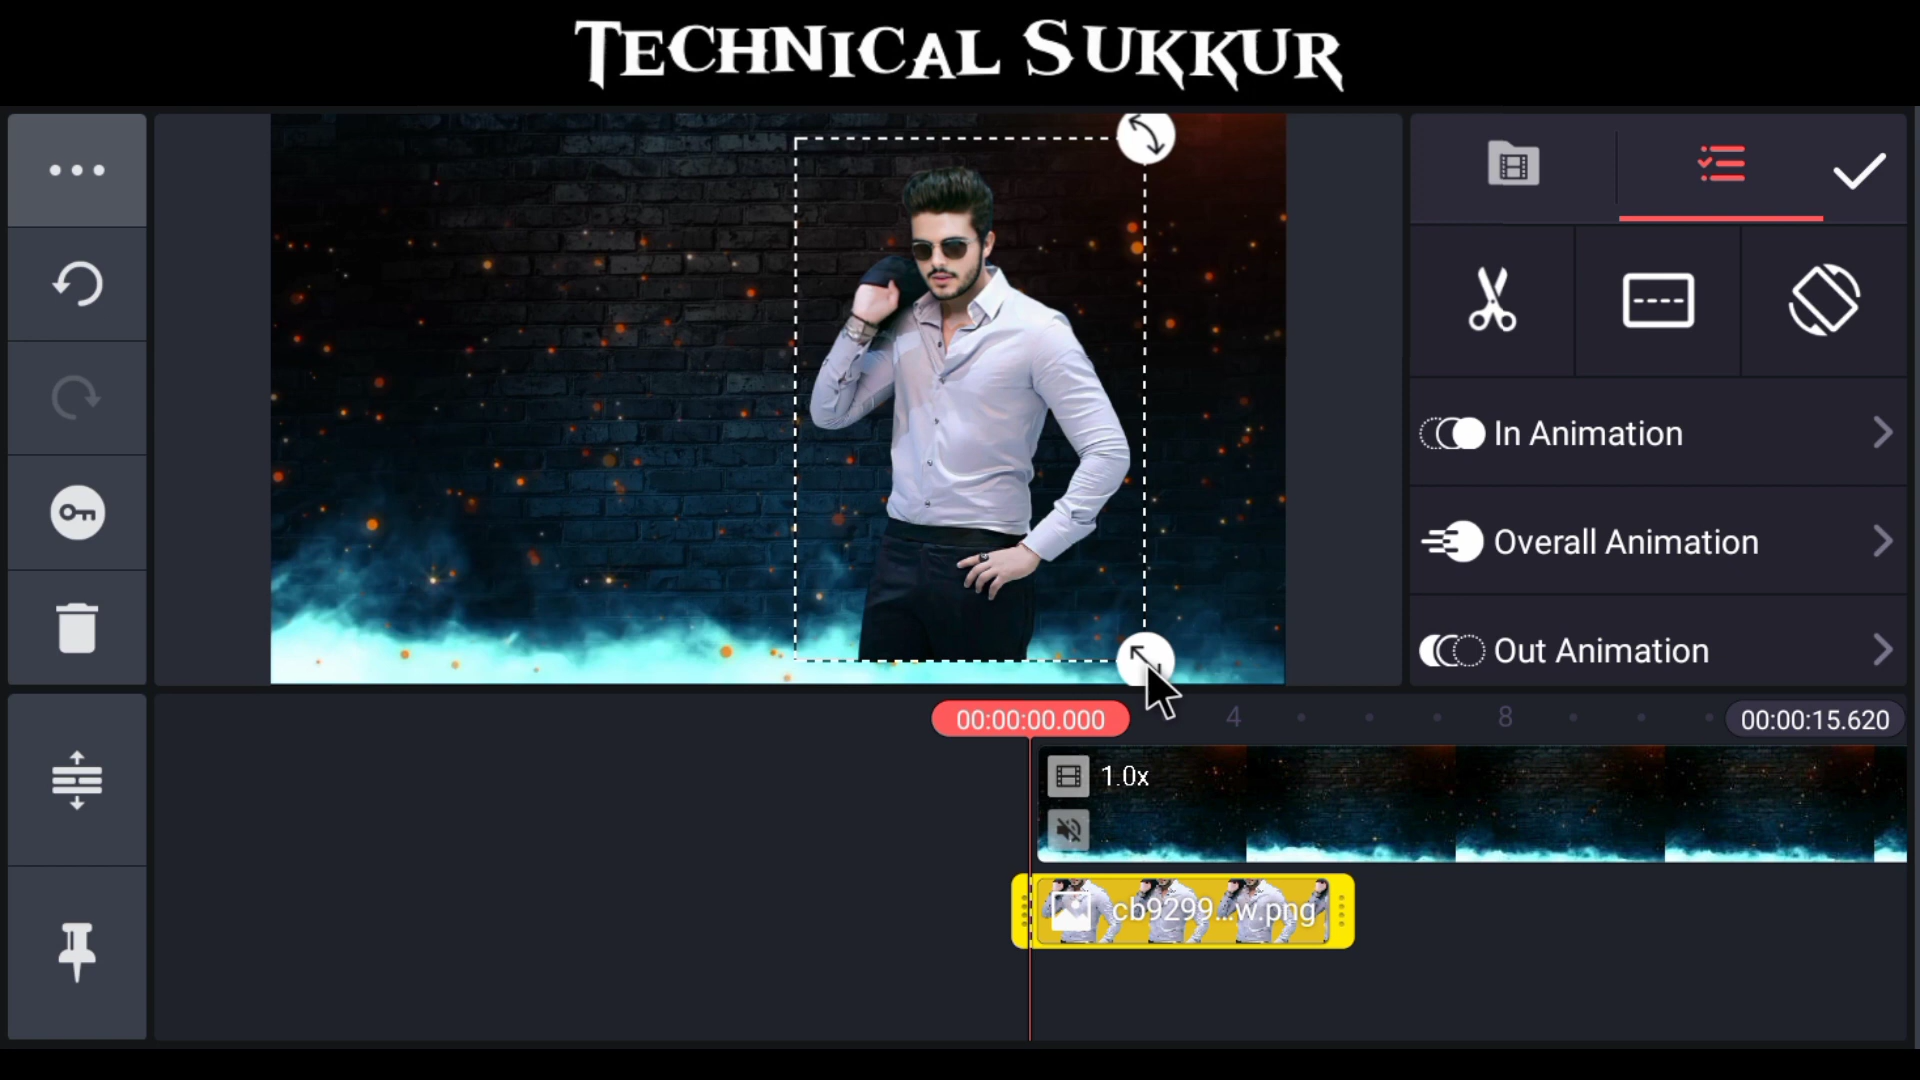 TECHNICAL SUKKUR
In Animation
Overall Animation
Out Animation
00:00:00.000
4
8
00:00:15.620
1.0x
cb9299...w.png